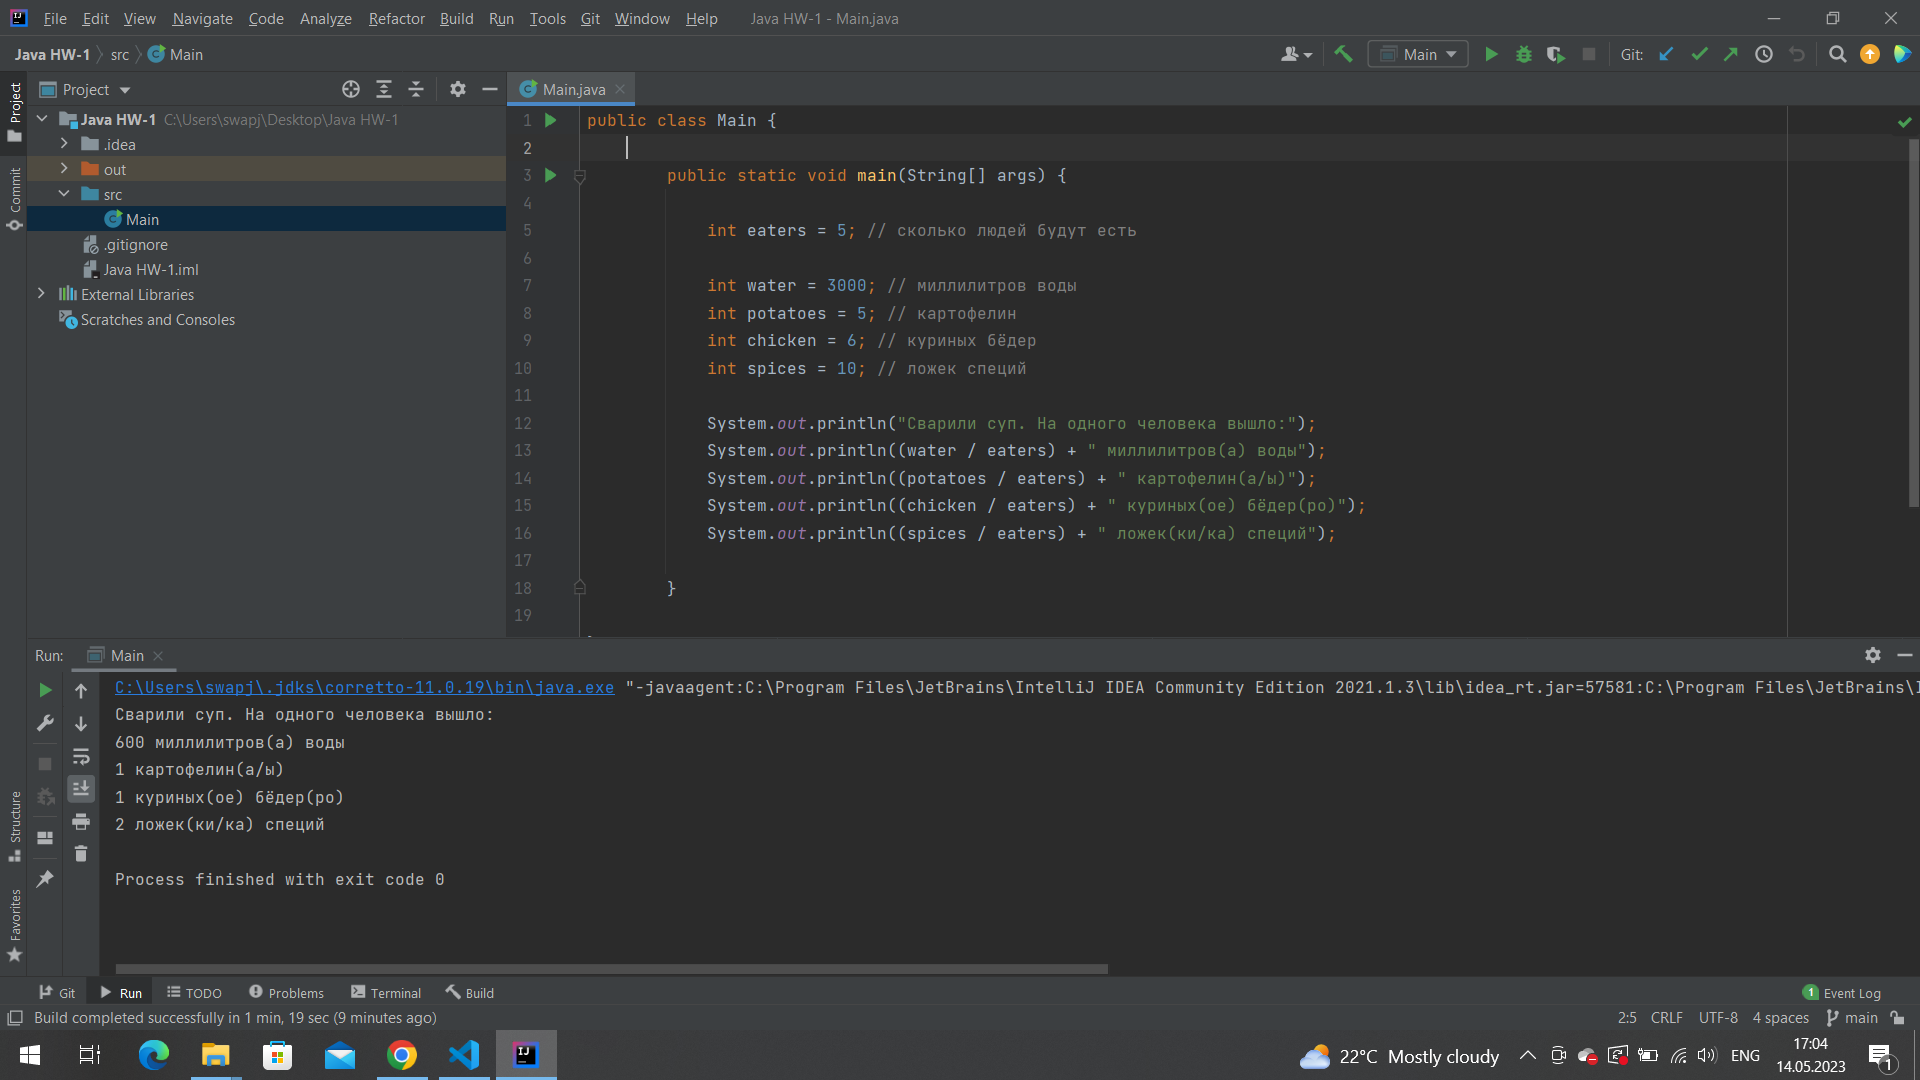 File Edit View Navigate Code Analyze Refactor Build Run Tools Git Window Help Java HW-1 - Main.java
Java HW-1 src Main
Main Git:
Project
Main.java
Java HW-1 C:\Users\swapj\Desktop\Java HW-1
.idea
out
src
Main
.gitignore
Java HW-1.iml
External Libraries
Scratches and Consoles
Project
Commit
Structure
Favorites
1 public class Main {
2
3 public static void main(String[] args) {
4
5 int eaters = 5; // сколько людей будут есть
6
7 int water = 3000; // миллилитров воды
8 int potatoes = 5; // картофелин
9 int chicken = 6; // куриных бёдер
10 int spices = 10; // ложек специй
11
12 System.out.println("Сварили суп. На одного человека вышло:");
13 System.out.println((water / eaters) + " миллилитров(а) воды");
14 System.out.println((potatoes / eaters) + " картофелин(а/ы)");
15 System.out.println((chicken / eaters) + " куриных(ое) бёдер(ро)");
16 System.out.println((spices / eaters) + " ложек(ки/ка) специй");
17
18 }
19
Run: Main
C:\Users\swapj\.jdks\corretto-11.0.19\bin\java.exe "-javaagent:C:\Program Files\JetBrains\IntelliJ IDEA Community Edition 2021.1.3\lib\idea_rt.jar=57581:C:\Program Files\JetBrains\
Сварили суп. На одного человека вышло:
600 миллилитров(а) воды
1 картофелин(а/ы)
1 куриных(ое) бёдер(ро)
2 ложек(ки/ка) специй
Process finished with exit code 0
Git Run TODO Problems Terminal Build 1 Event Log
Build completed successfully in 1 min, 19 sec (9 minutes ago) 2:5 CRLF UTF-8 4 spaces main
22°C Mostly cloudy ENG 17:04
14.05.2023
1